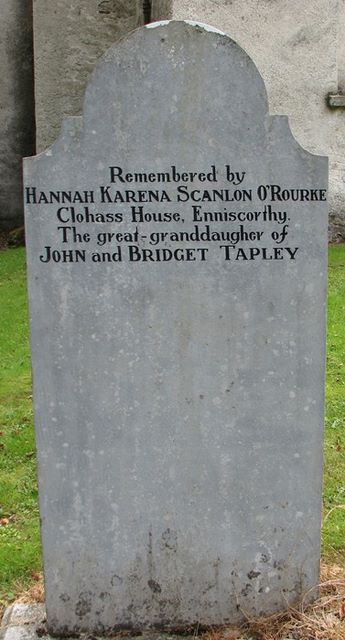 Remembered by
HANNAH KARENA SCANLON O'ROURKE
Clohass House, Enniscorthy.
The great-granddaugher of
JOHN and BRIDGET TAPLEY